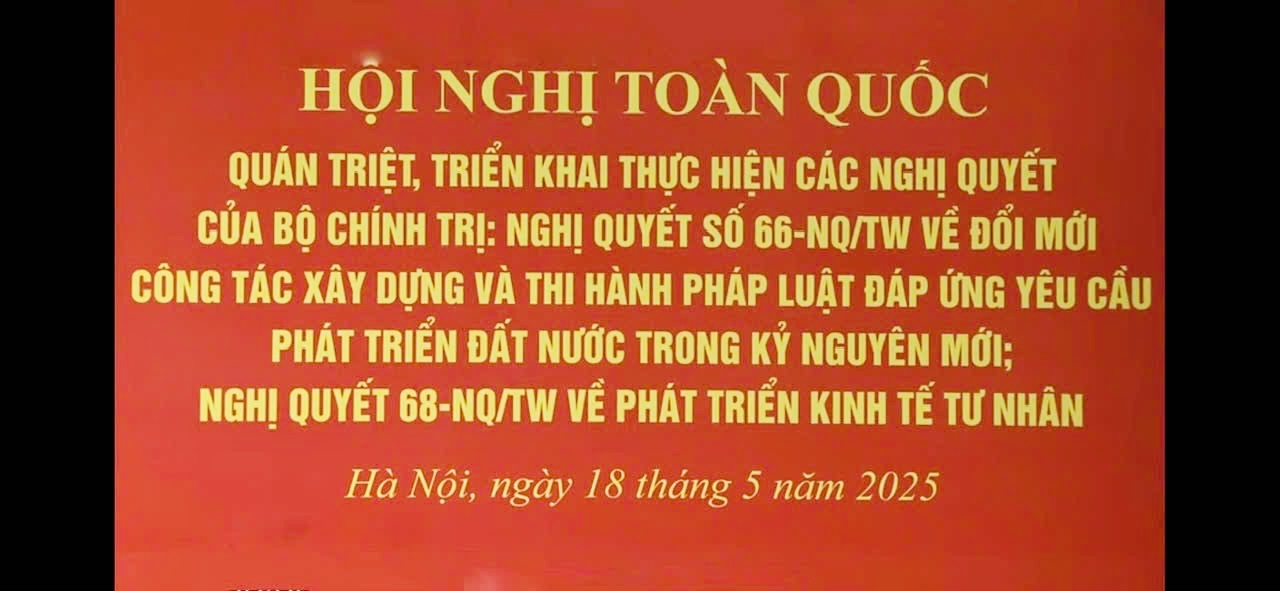 HỘI NGHỊ TOÀN QUỐC
QUÁN TRIỆT, TRIỂN KHAI THỰC HIỆN CÁC NGHỊ QUYẾT
CỦA BỘ CHÍNH TRỊ: NGHỊ QUYẾT SỐ 66-NQ/TW VỀ ĐỔI MỚI
CÔNG TÁC XÂY DỰNG VÀ THI HÀNH PHÁP LUẬT ĐÁP ỨNG YÊU CẦU
PHÁT TRIỂN ĐẤT NƯỚC TRONG KỶ NGUYÊN MỚI;
NGHỊ QUYẾT 68-NQ/TW VỀ PHÁT TRIỂN KINH TẾ TƯ NHÂN
Hà Nội, ngày 18 tháng 5 năm 2025